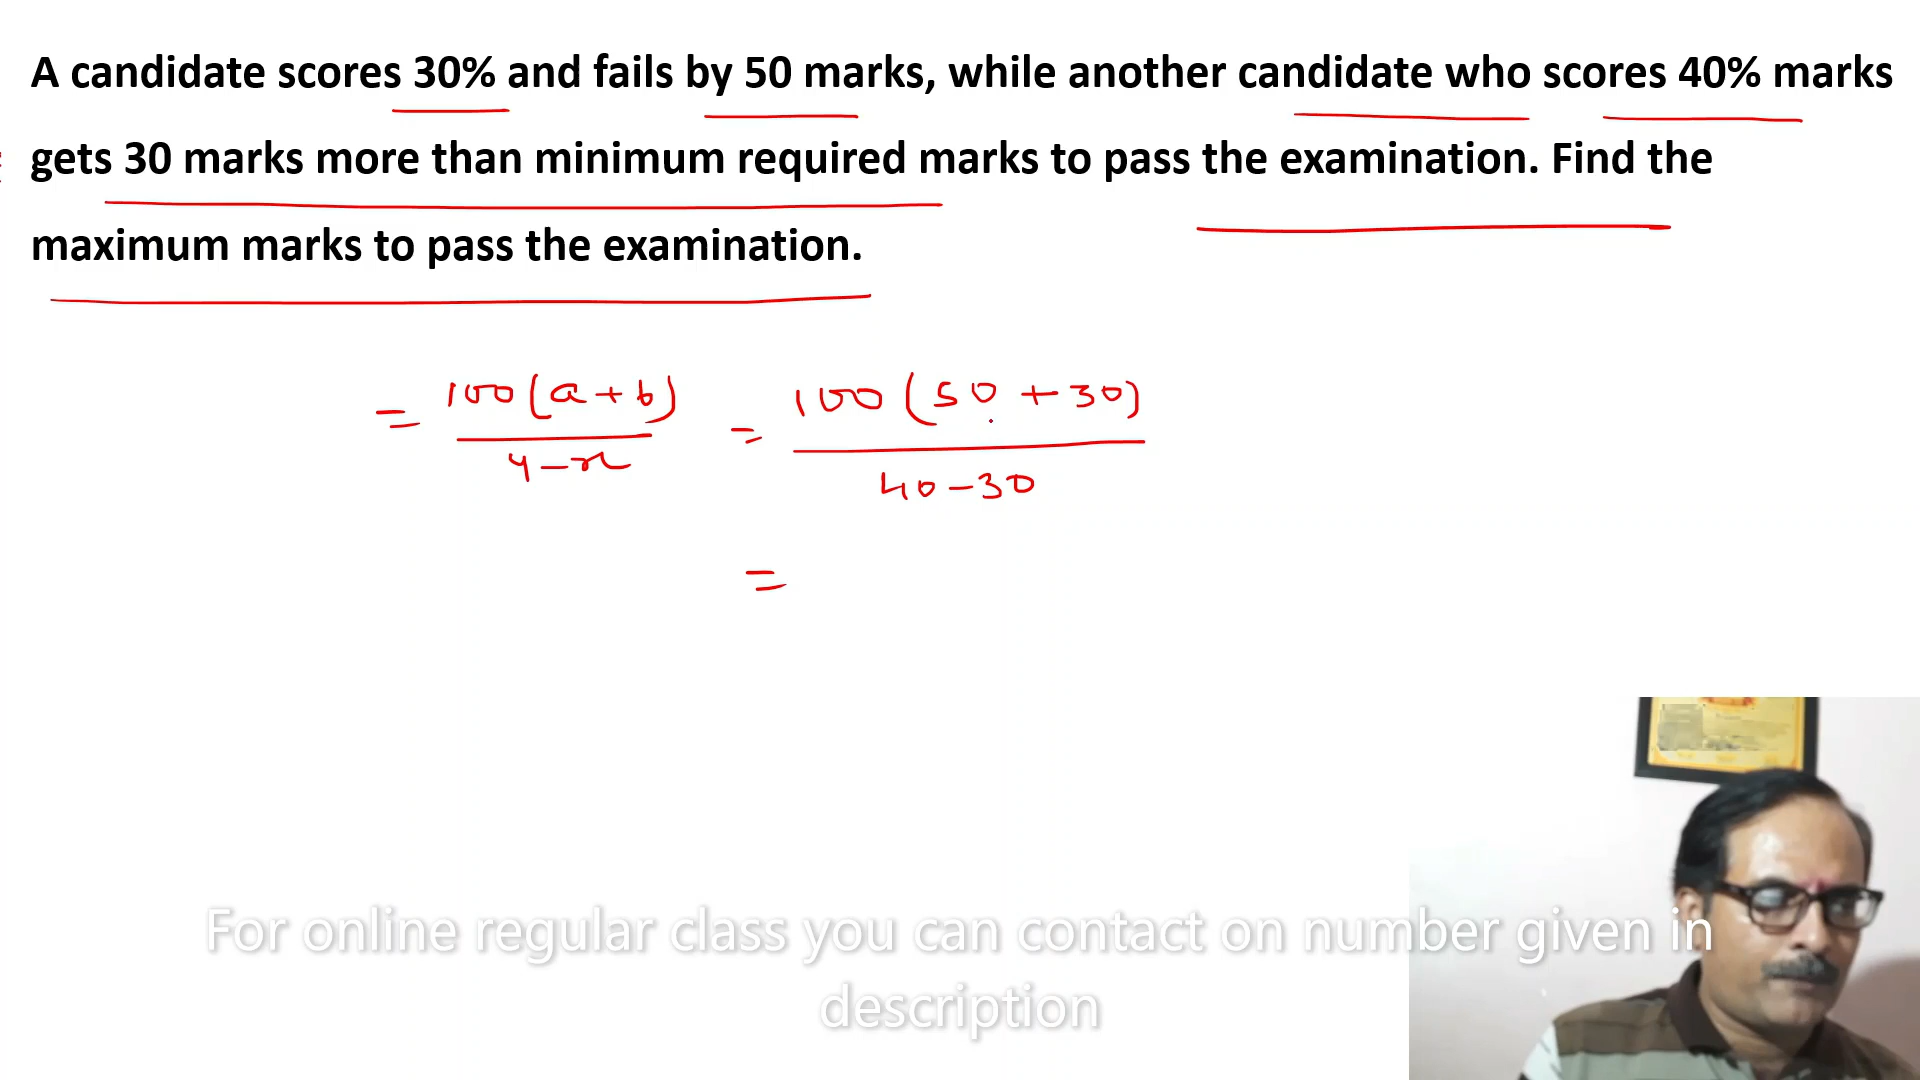 A candidate scores 30% and fails by 50 marks, while another candidate who scores 40% marks
gets 30 marks more than minimum required marks to pass the examination. Find the
maximum marks to pass the examination.
= 100(a+b) / y-x = 100(50+30) / 40-30
=
For online regular class you can contact on number given in
description